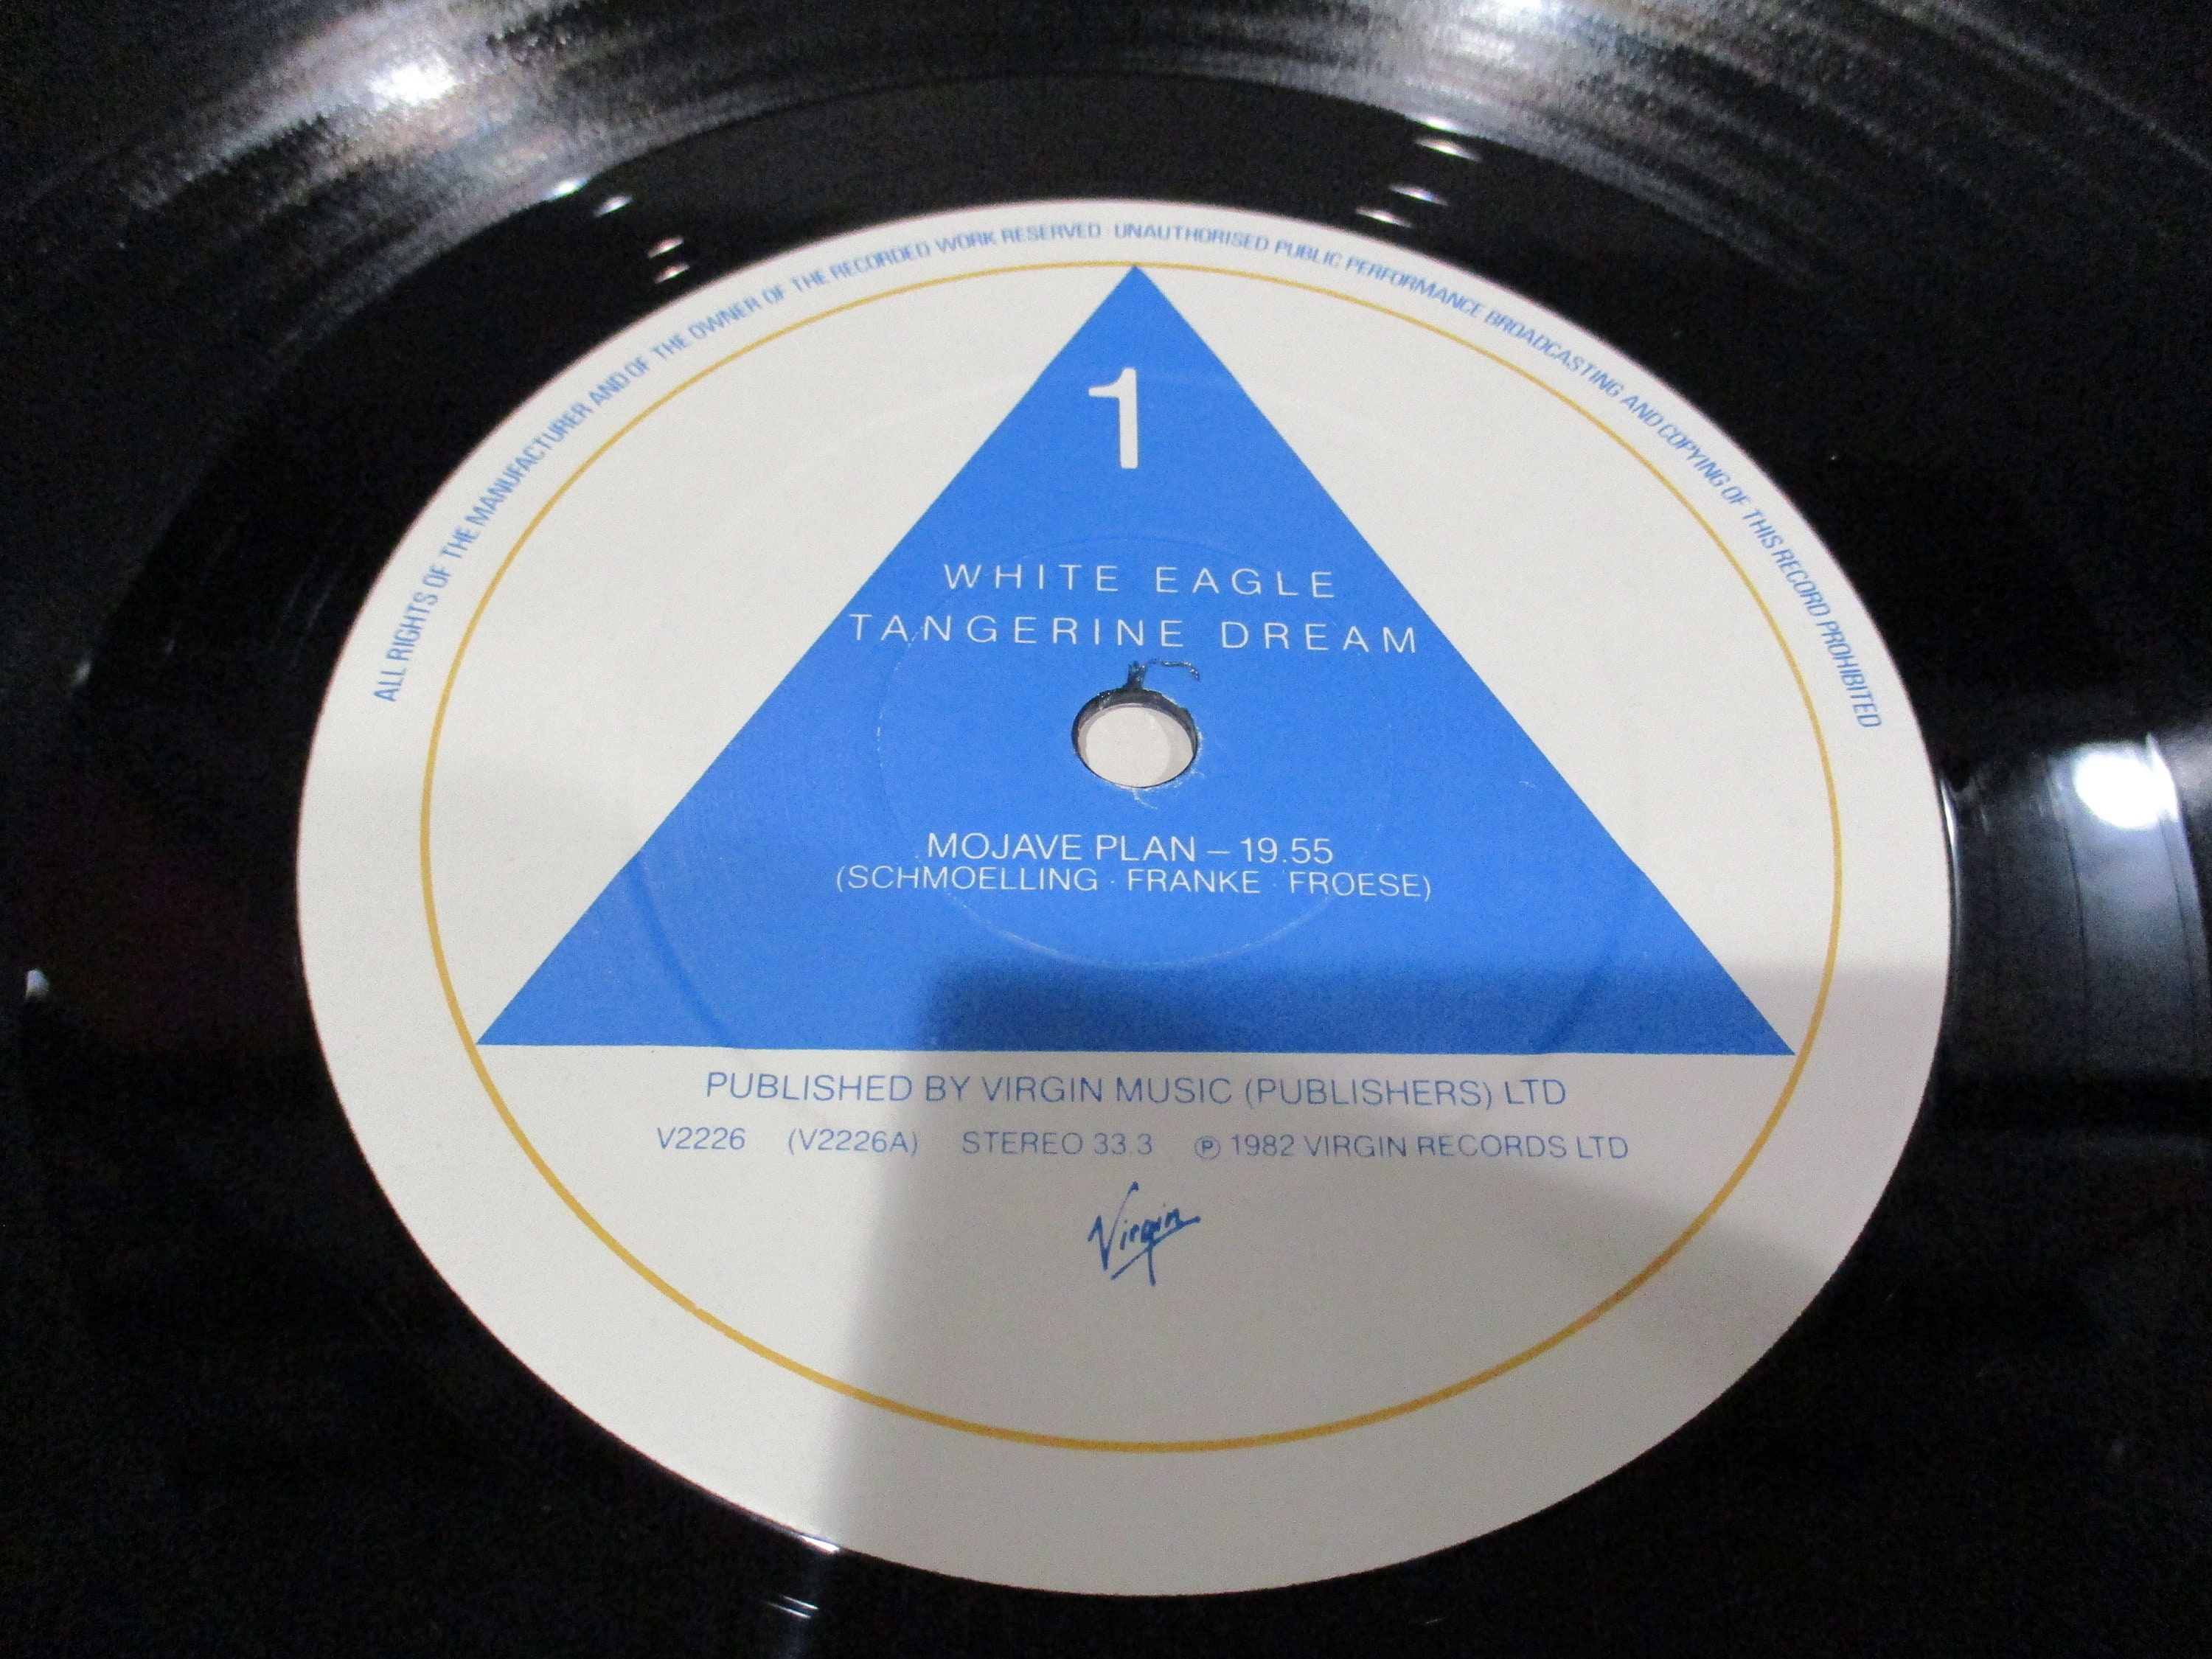 ALL RIGHTS OF THE MANUFACTURER AND OF THE OWNER OF THE RECORDED WORK RESERVED · UNAUTHORISED PUBLIC PERFORMANCE BROADCASTING AND COPYING OF THIS RECORD PROHIBITED
1
WHITE EAGLE
TANGERINE DREAM
MOJAVE PLAN – 19.55
(SCHMOELLING · FRANKE · FROESE)
PUBLISHED BY VIRGIN MUSIC (PUBLISHERS) LTD
V2226 (V2226A) STEREO 33.3 ℗ 1982 VIRGIN RECORDS LTD
Virgin